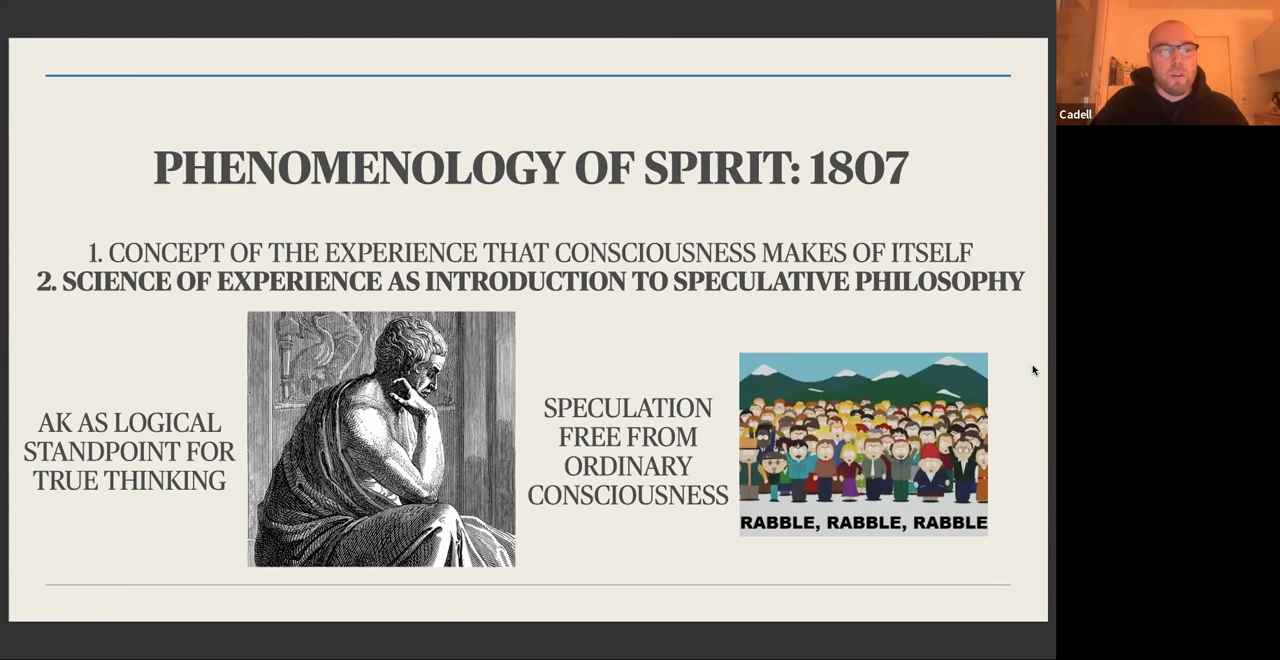 PHENOMENOLOGY OF SPIRIT: 1807
1. CONCEPT OF THE EXPERIENCE THAT CONSCIOUSNESS MAKES OF ITSELF
2. SCIENCE OF EXPERIENCE AS INTRODUCTION TO SPECULATIVE PHILOSOPHY
AK AS LOGICAL
STANDPOINT FOR
TRUE THINKING
SPECULATION
FREE FROM
ORDINARY
CONSCIOUSNESS
RABBLE, RABBLE, RABBLE
Cadell